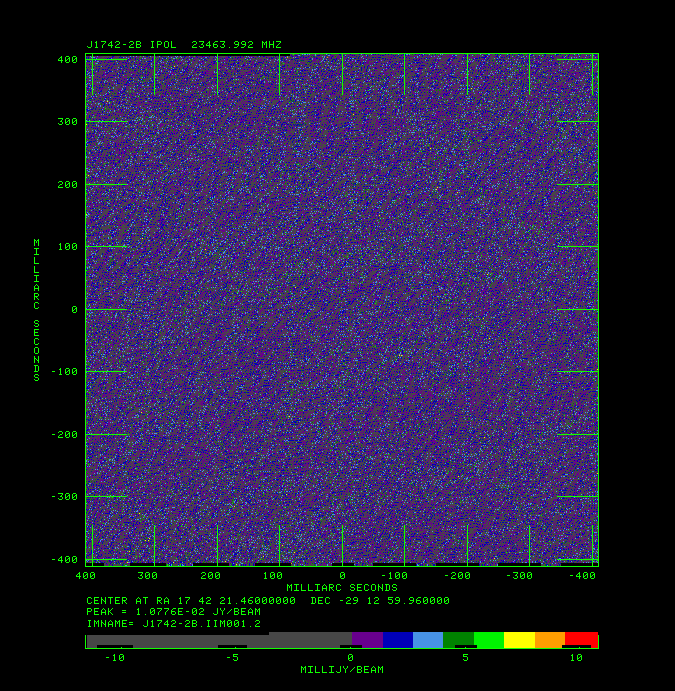 J1742-2B IPOL 23463.992 MHZ
400
300
200
100
0
-100
-200
-300
-400
MILLIARC SECONDS
400 300 200 100 0 -100 -200 -300 -400
MILLIARC SECONDS
CENTER AT RA 17 42 21.46000000 DEC -29 12 59.960000
PEAK = 1.0776E-02 JY/BEAM
IMNAME= J1742-2B.IIM001.2
-10 -5 0 5 10
MILLIJY/BEAM